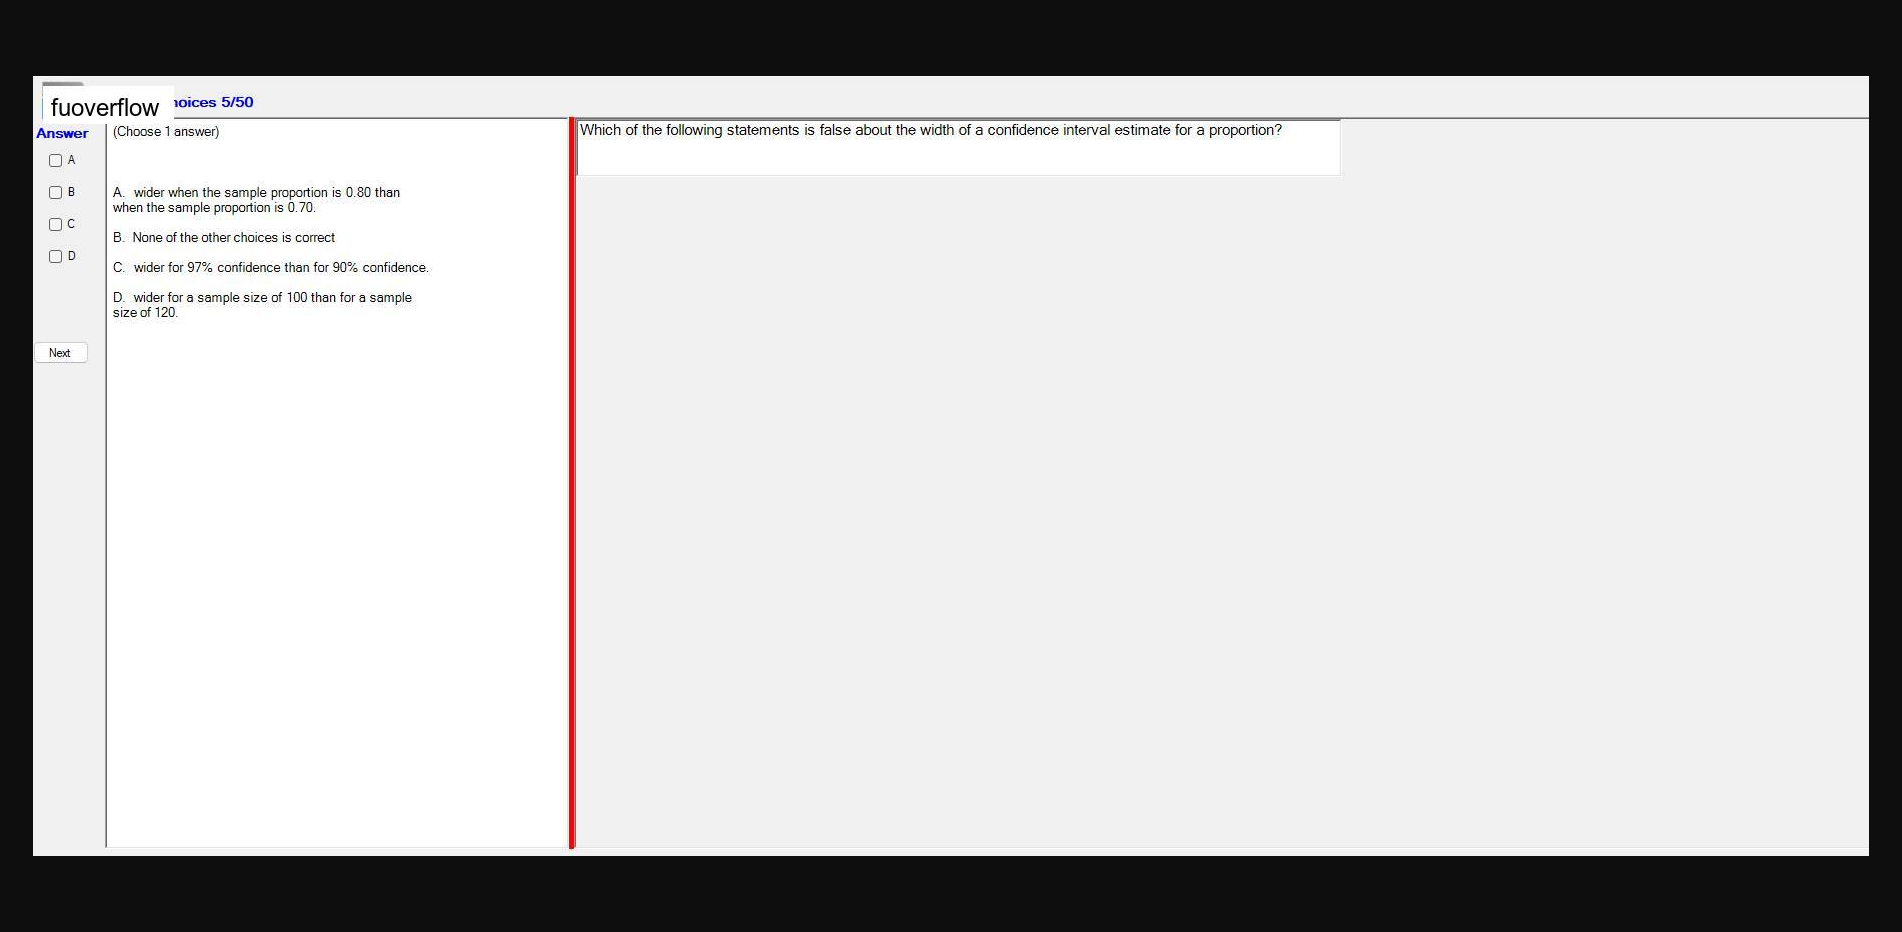 fuoverflow
hoices 5/50
Answer
(Choose 1 answer)
A
B
C
D
Next
A. wider when the sample proportion is 0.80 than
when the sample proportion is 0.70.
B. None of the other choices is correct
C. wider for 97% confidence than for 90% confidence.
D. wider for a sample size of 100 than for a sample
size of 120.
Which of the following statements is false about the width of a confidence interval estimate for a proportion?